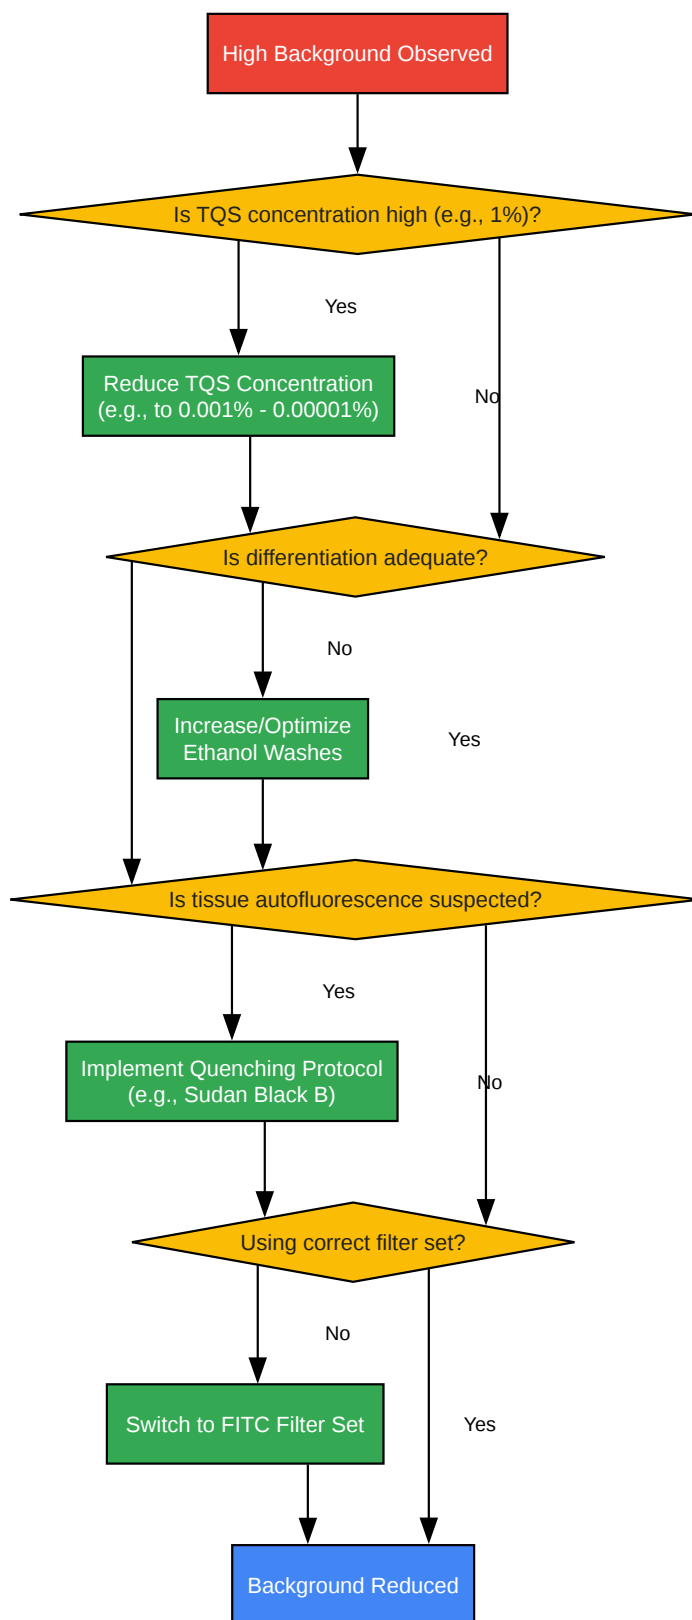 High Background Observed
Is TQS concentration high (e.g., 1%)?
Yes
Reduce TQS Concentration
(e.g., to 0.001% - 0.00001%)
No
Is differentiation adequate?
No
Increase/Optimize
Ethanol Washes
Yes
Is tissue autofluorescence suspected?
Yes
Implement Quenching Protocol
(e.g., Sudan Black B)
No
Using correct filter set?
No
Switch to FITC Filter Set
Yes
Background Reduced